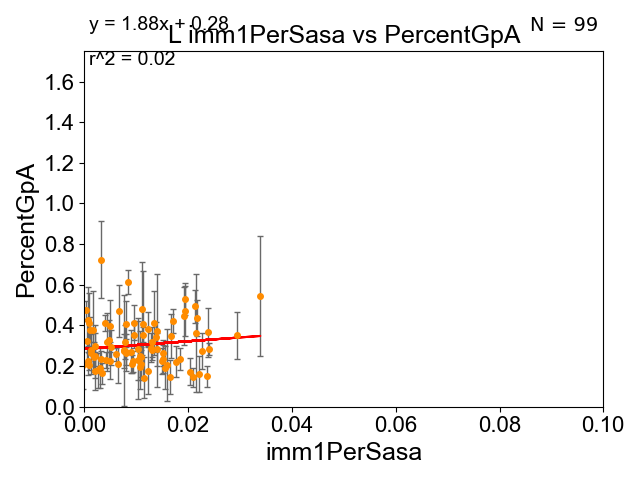 y = 1.88x + 0.28
N = 99
L imm1PerSasa vs PercentGpA
r^2 = 0.02
PercentGpA
1.6
1.4
1.2
1.0
0.8
0.6
0.4
0.2
0.0
0.00 0.02 0.04 0.06 0.08 0.10
imm1PerSasa